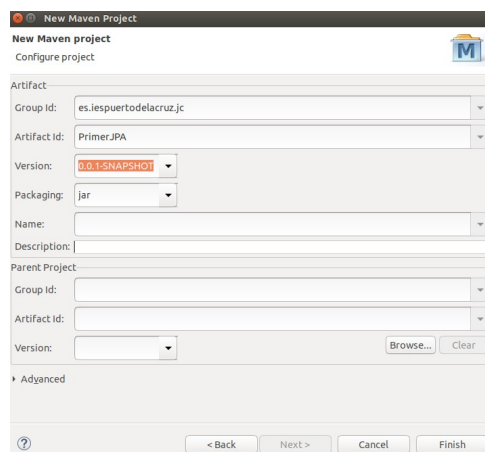 New Maven Project
New Maven project
Configure project
M
Artifact
Group Id: es.iespuertodelacruz.jc
Artifact Id: PrimerJPA
Version: 0.0.1-SNAPSHOT
Packaging: jar
Name:
Description:
Parent Project
Group Id:
Artifact Id:
Version: Browse... Clear
Advanced
? < Back Next > Cancel Finish